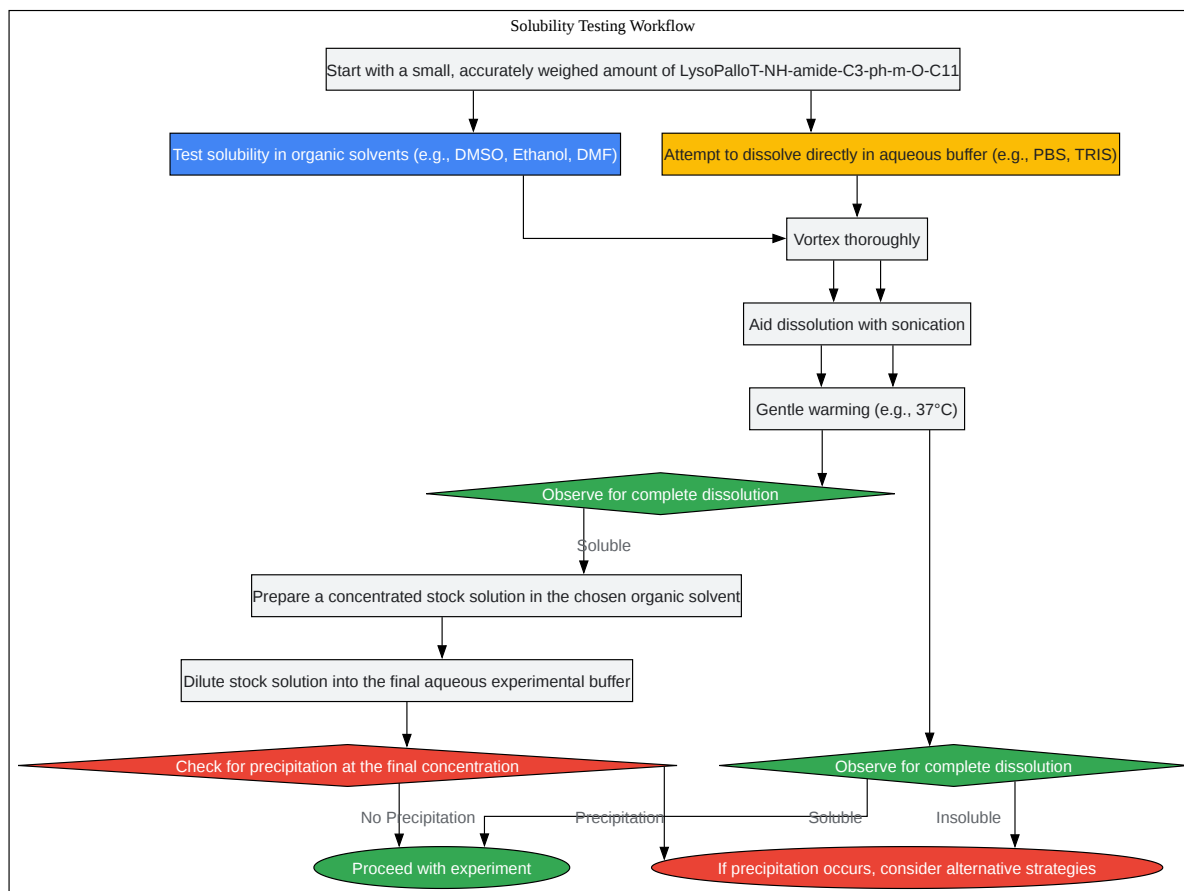 Solubility Testing Workflow
Start with a small, accurately weighed amount of LysoPalloT-NH-amide-C3-ph-m-O-C11
Test solubility in organic solvents (e.g., DMSO, Ethanol, DMF)
Attempt to dissolve directly in aqueous buffer (e.g., PBS, TRIS)
Vortex thoroughly
Aid dissolution with sonication
Gentle warming (e.g., 37°C)
Observe for complete dissolution
Soluble
Prepare a concentrated stock solution in the chosen organic solvent
Dilute stock solution into the final aqueous experimental buffer
Check for precipitation at the final concentration
Observe for complete dissolution
No Precipitation
Precipitation
Soluble
Insoluble
Proceed with experiment
If precipitation occurs, consider alternative strategies